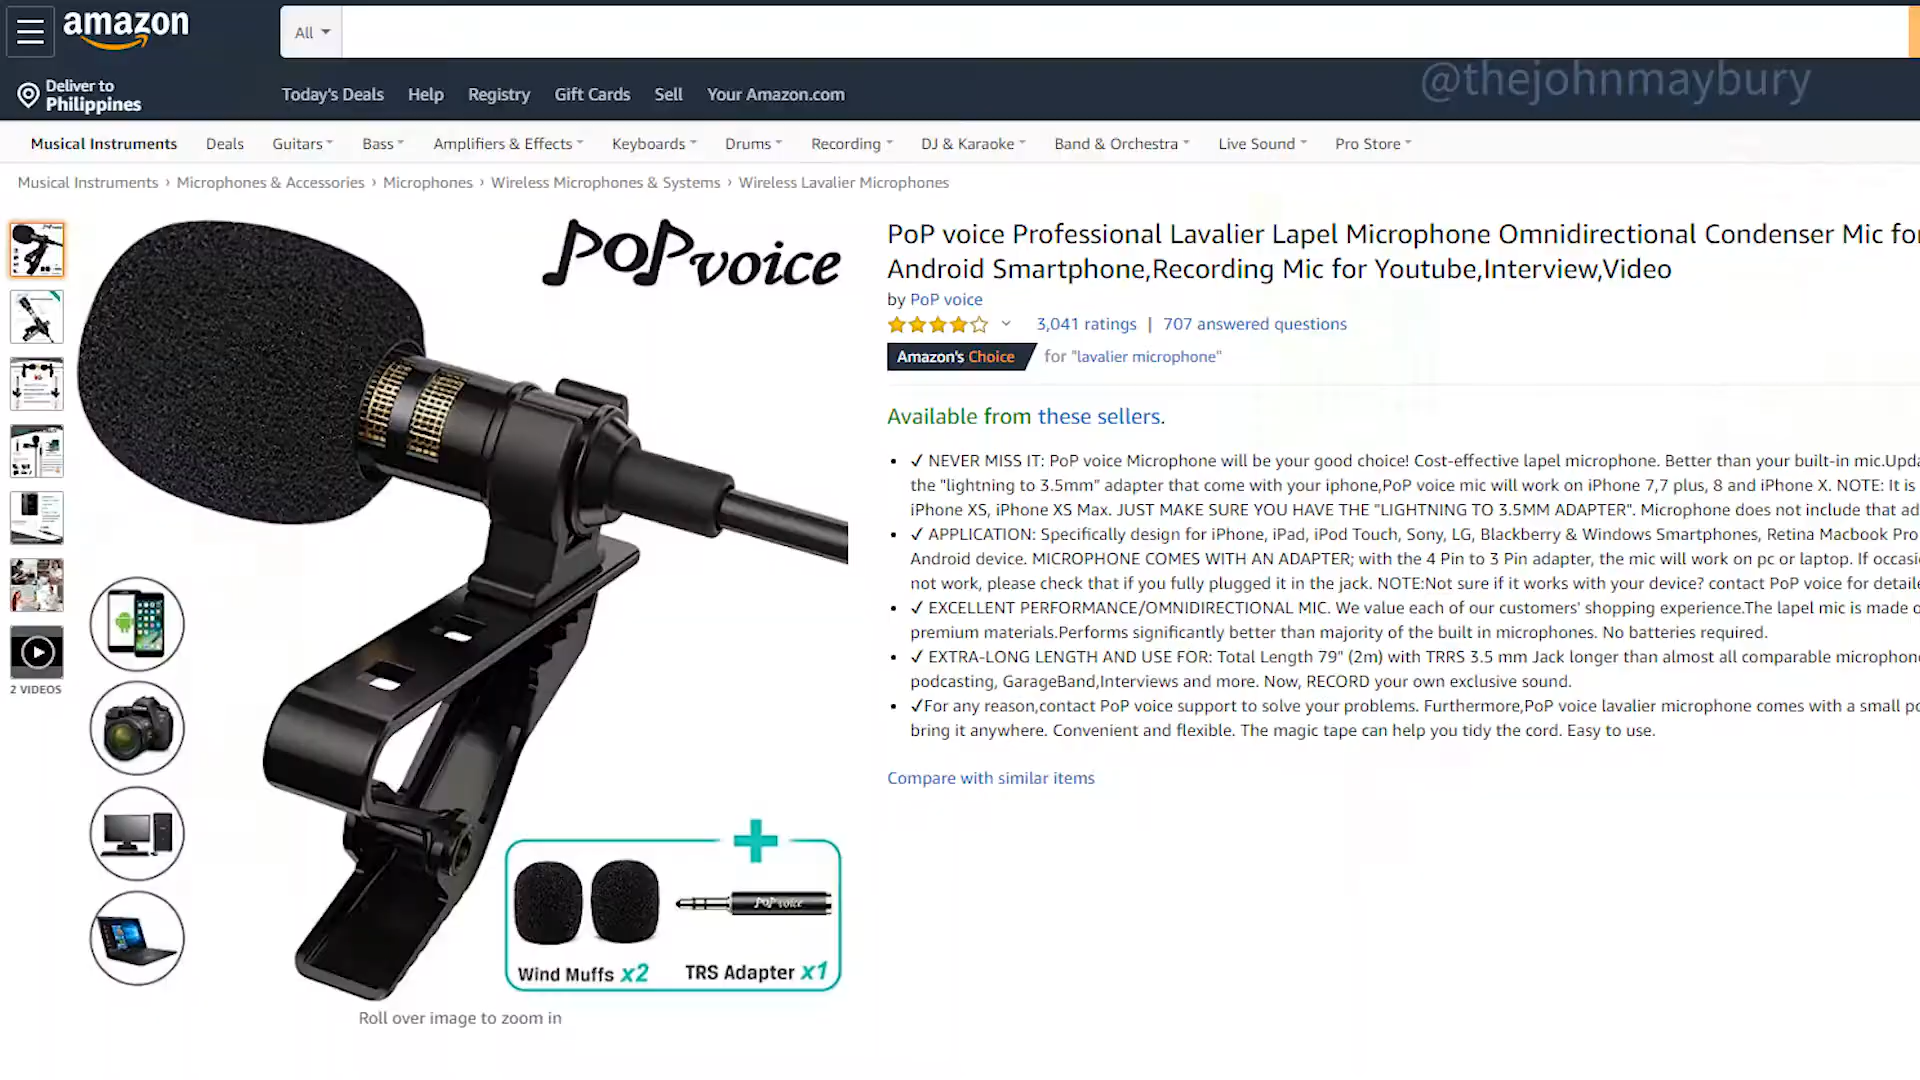 amazon
All
Deliver to
Philippines
Today's Deals Help Registry Gift Cards Sell Your Amazon.com
@thejohnmaybury
Musical Instruments Deals Guitars Bass Amplifiers & Effects Keyboards Drums Recording DJ & Karaoke Band & Orchestra Live Sound Pro Store
Musical Instruments › Microphones & Accessories › Microphones › Wireless Microphones & Systems › Wireless Lavalier Microphones
PoP voice
2 VIDEOS
PoP voice
Wind Muffs x2
TRS Adapter x1
Roll over image to zoom in
PoP voice Professional Lavalier Lapel Microphone Omnidirectional Condenser Mic for
Android Smartphone,Recording Mic for Youtube,Interview,Video
by PoP voice
3,041 ratings | 707 answered questions
Amazon's Choice for "lavalier microphone"
Available from these sellers.
• ✓ NEVER MISS IT: PoP voice Microphone will be your good choice! Cost-effective lapel microphone. Better than your built-in mic.Upda
the "lightning to 3.5mm" adapter that come with your iphone,PoP voice mic will work on iPhone 7,7 plus, 8 and iPhone X. NOTE: It is
iPhone XS, iPhone XS Max. JUST MAKE SURE YOU HAVE THE "LIGHTNING TO 3.5MM ADAPTER". Microphone does not include that ad
• ✓ APPLICATION: Specifically design for iPhone, iPad, iPod Touch, Sony, LG, Blackberry & Windows Smartphones, Retina Macbook Pro
Android device. MICROPHONE COMES WITH AN ADAPTER; with the 4 Pin to 3 Pin adapter, the mic will work on pc or laptop. If occasi
not work, please check that if you fully plugged it in the jack. NOTE:Not sure if it works with your device? contact PoP voice for detaile
• ✓ EXCELLENT PERFORMANCE/OMNIDIRECTIONAL MIC. We value each of our customers' shopping experience.The lapel mic is made o
premium materials.Performs significantly better than majority of the built in microphones. No batteries required.
• ✓ EXTRA-LONG LENGTH AND USE FOR: Total Length 79" (2m) with TRRS 3.5 mm Jack longer than almost all comparable microphone
podcasting, GarageBand,Interviews and more. Now, RECORD your own exclusive sound.
• ✓For any reason,contact PoP voice support to solve your problems. Furthermore,PoP voice lavalier microphone comes with a small po
bring it anywhere. Convenient and flexible. The magic tape can help you tidy the cord. Easy to use.
Compare with similar items